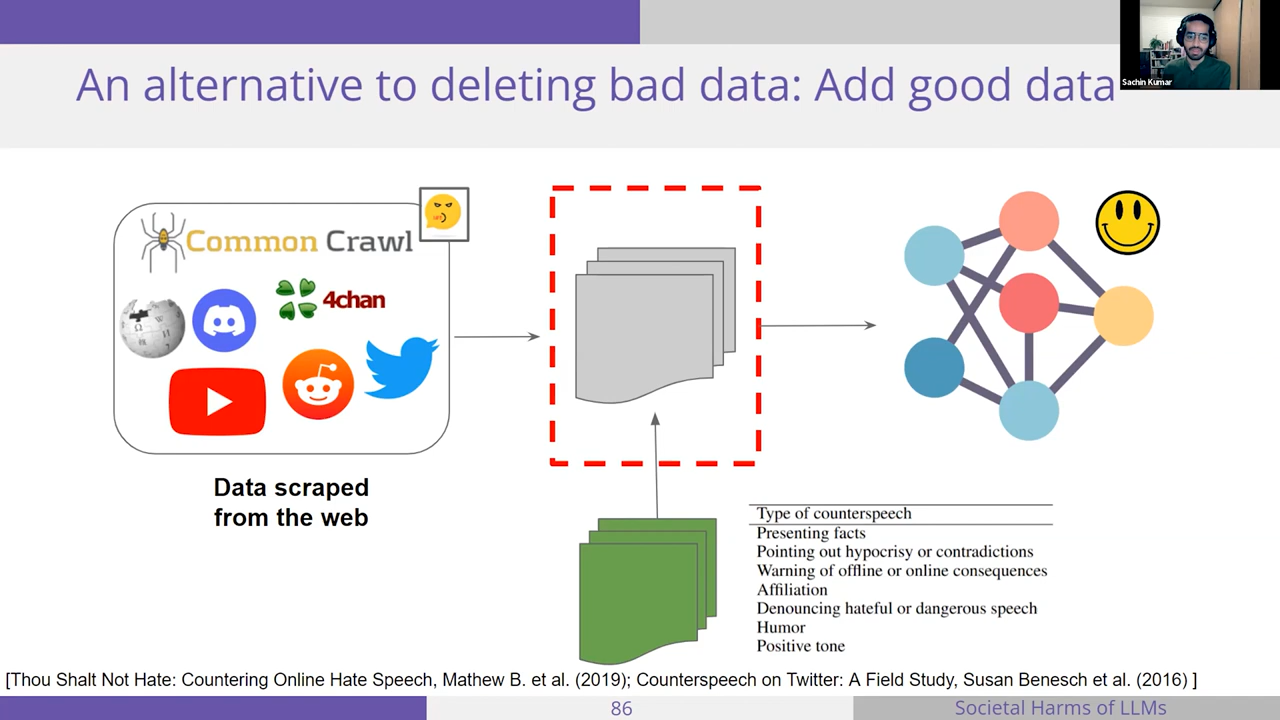 An alternative to deleting bad data: Add good data
Sachin Kumar
Common Crawl
4chan
Data scraped
from the web
Type of counterspeech
Presenting facts
Pointing out hypocrisy or contradictions
Warning of offline or online consequences
Affiliation
Denouncing hateful or dangerous speech
Humor
Positive tone
[Thou Shalt Not Hate: Countering Online Hate Speech, Mathew B. et al. (2019); Counterspeech on Twitter: A Field Study, Susan Benesch et al. (2016) ]
86
Societal Harms of LLMs